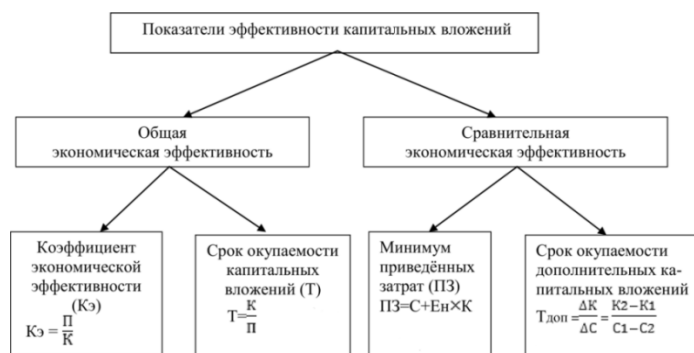 Показатели эффективности капитальных вложений
Общая
экономическая эффективность
Сравнительная
экономическая эффективность
Коэффициент
экономической
эффективности
(Кэ)
Кэ = П/К
Срок окупаемости
капитальных
вложений (Т)
Т=К/П
Минимум
приведённых
затрат (ПЗ)
ПЗ=С+Ен×К
Срок окупаемости
дополнительных ка-
питальных вложений
Тдоп =ΔК/ΔС=К2−К1/С1−С2